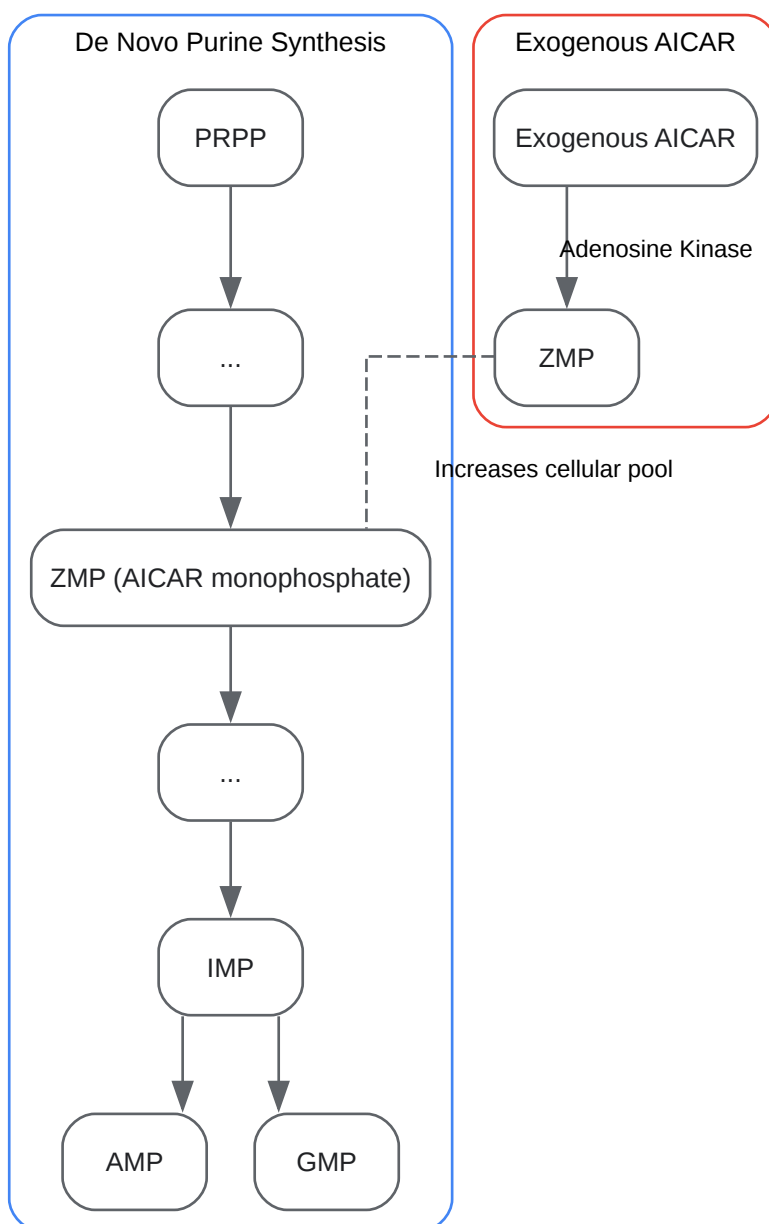 De Novo Purine Synthesis
Exogenous AICAR
PRPP
Exogenous AICAR
Adenosine Kinase
...
ZMP
Increases cellular pool
ZMP (AICAR monophosphate)
...
IMP
AMP
GMP